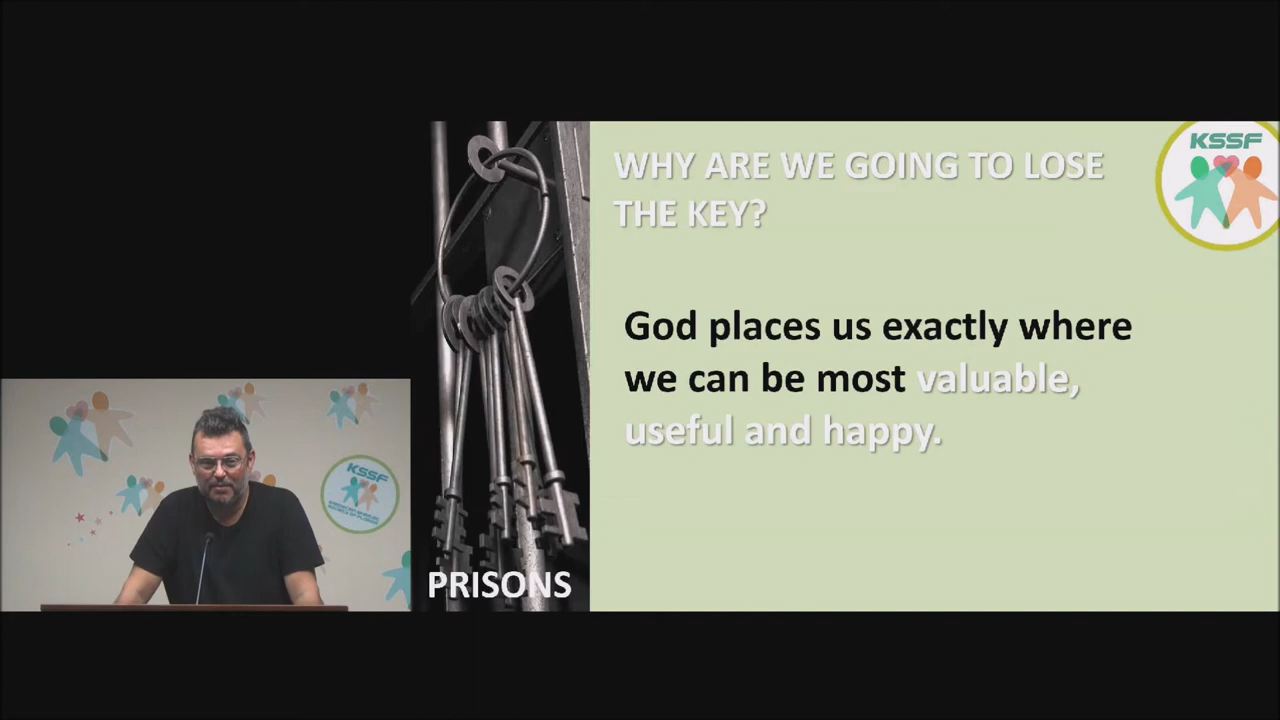 WHY ARE WE GOING TO LOSE
THE KEY?
KSSF
God places us exactly where
we can be most valuable,
useful and happy.
PRISONS
KSSF